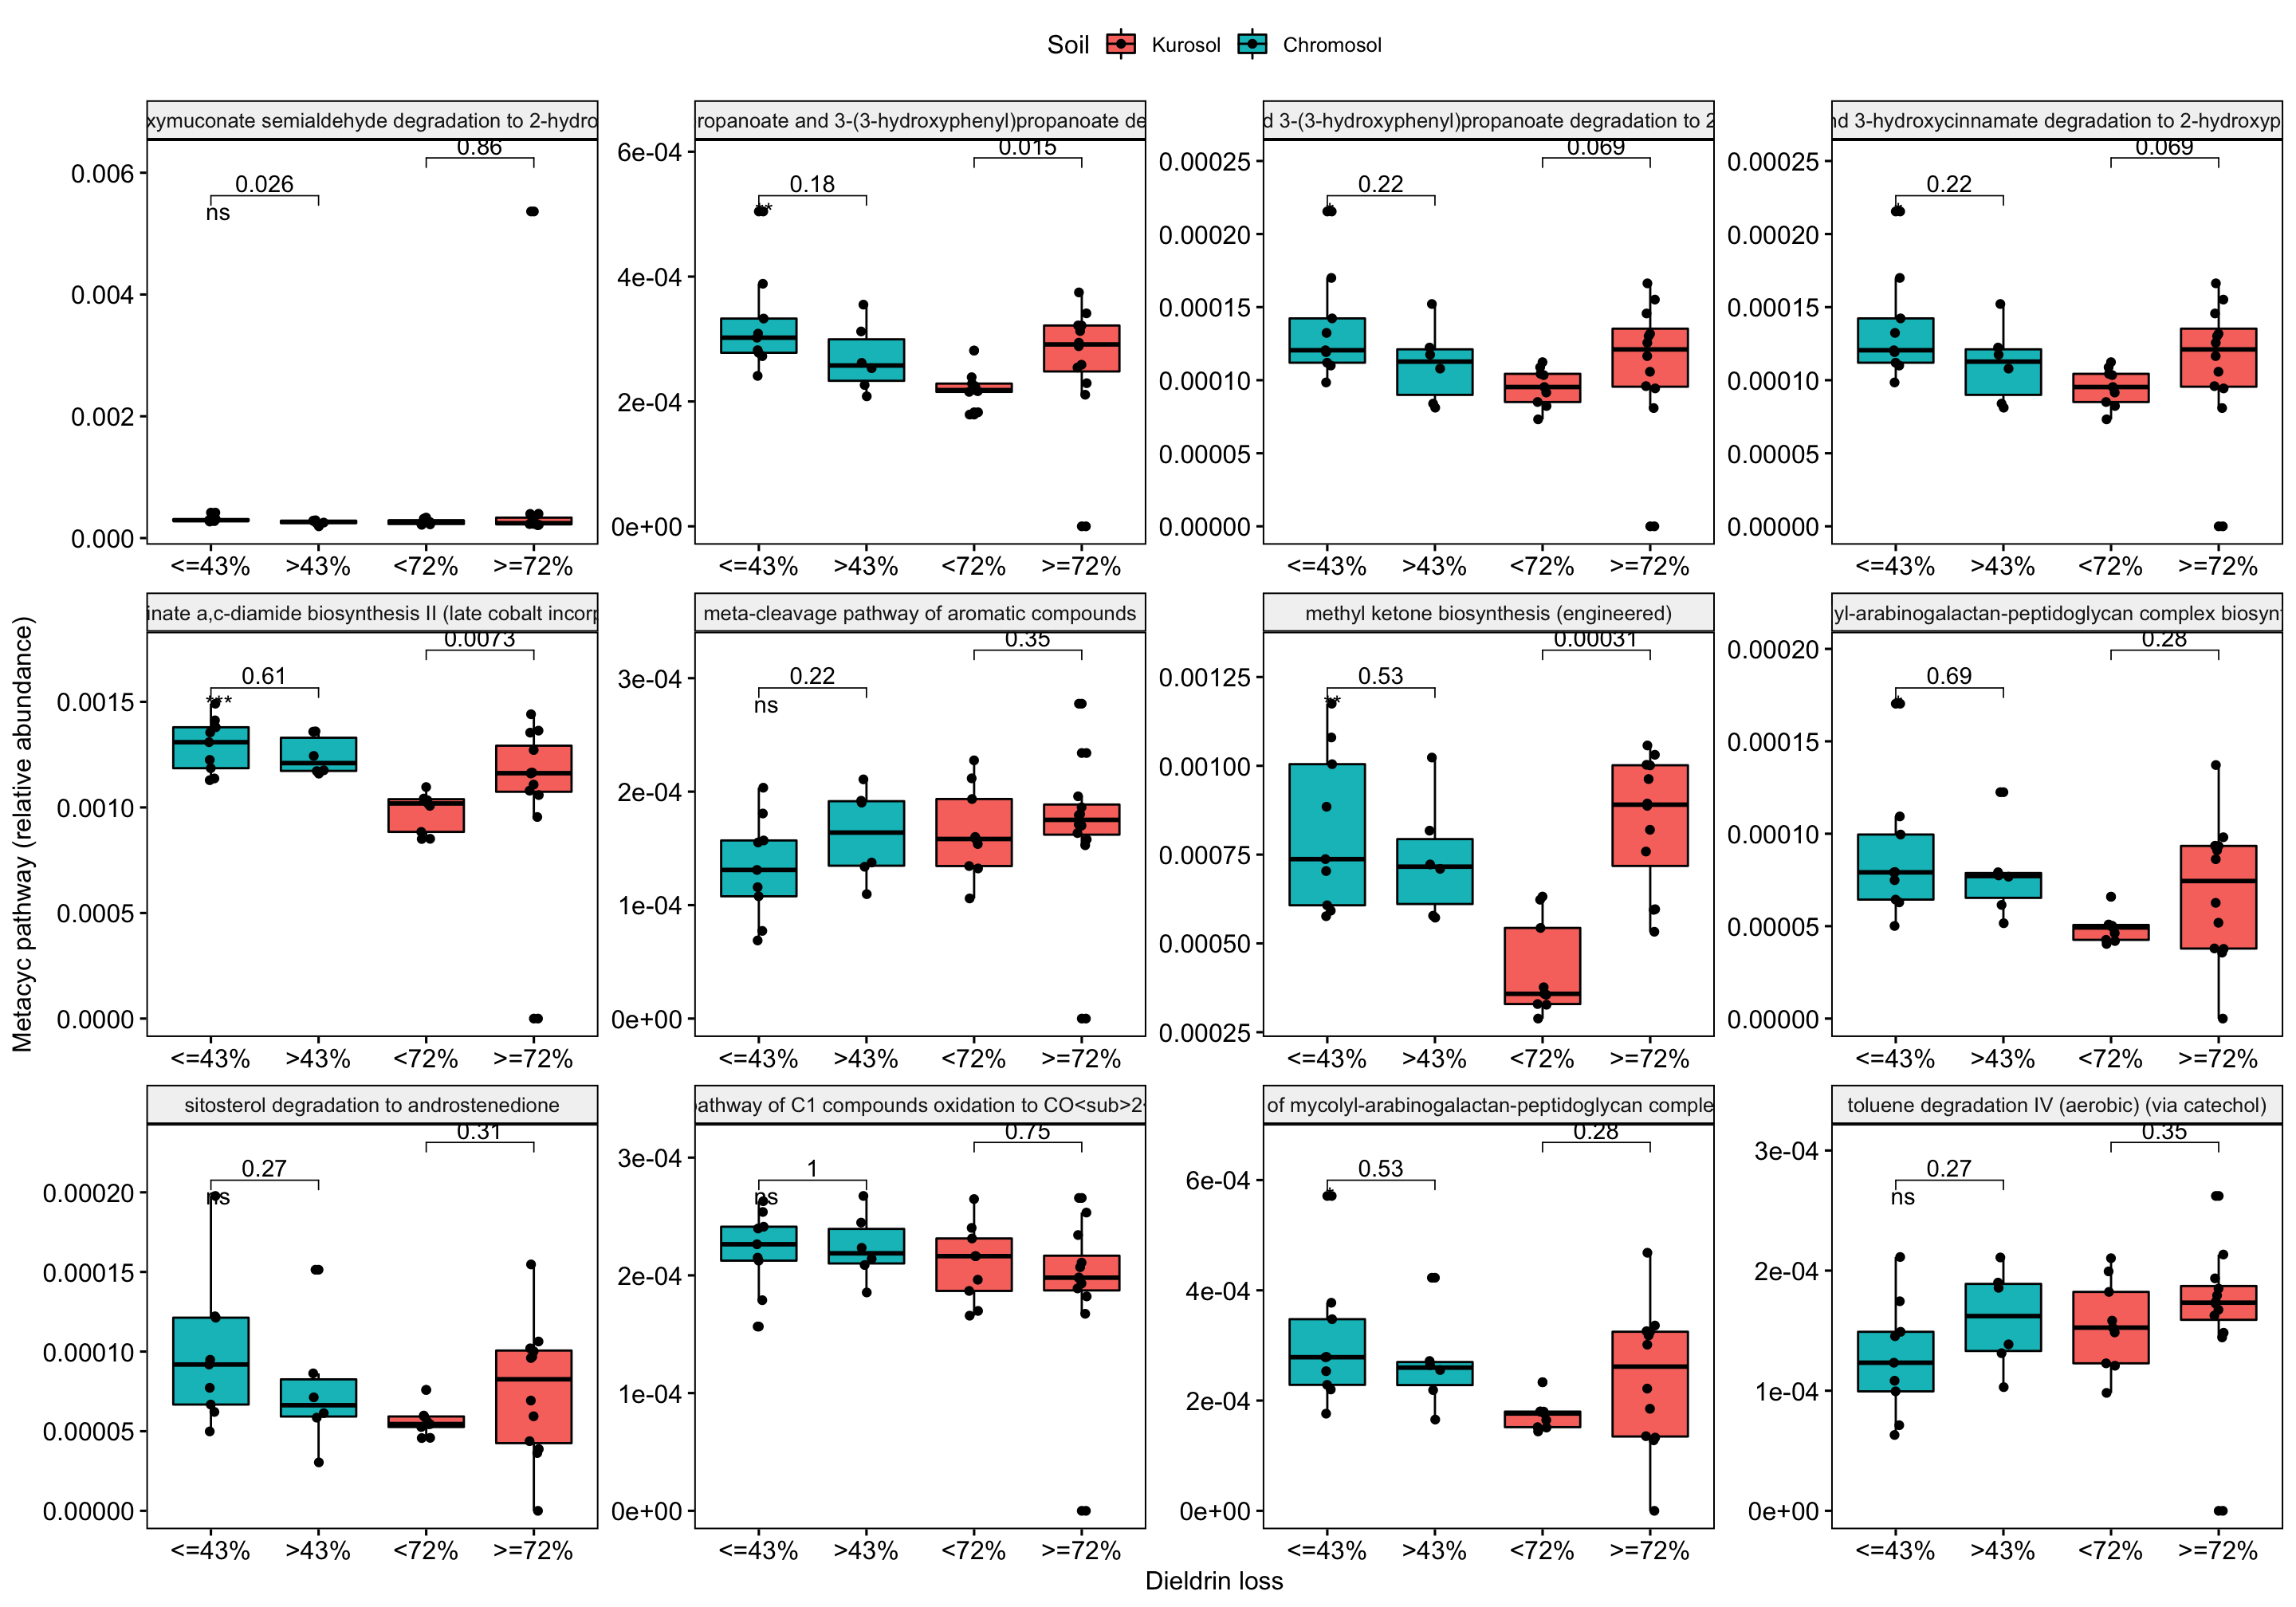 Soil Kurosol Chromosol
xymuconate semialdehyde degradation to 2-hydro
ropanoate and 3-(3-hydroxyphenyl)propanoate de
d 3-(3-hydroxyphenyl)propanoate degradation to 2
nd 3-hydroxycinnamate degradation to 2-hydroxyp
0.86
0.026
ns
0.006
0.004
0.002
0.000
<=43% >43% <72% >=72%
0.015
0.18
**
6e-04
4e-04
2e-04
0e+00
<=43% >43% <72% >=72%
0.069
0.22
*
0.00025
0.00020
0.00015
0.00010
0.00005
0.00000
<=43% >43% <72% >=72%
0.069
0.22
*
0.00025
0.00020
0.00015
0.00010
0.00005
0.00000
<=43% >43% <72% >=72%
Metacyc pathway (relative abundance)
inate a,c-diamide biosynthesis II (late cobalt incorp
meta-cleavage pathway of aromatic compounds
methyl ketone biosynthesis (engineered)
yl-arabinogalactan-peptidoglycan complex biosynt
0.0073
0.61
***
0.0015
0.0010
0.0005
0.0000
<=43% >43% <72% >=72%
0.35
0.22
ns
3e-04
2e-04
1e-04
0e+00
<=43% >43% <72% >=72%
0.00031
0.53
**
0.00125
0.00100
0.00075
0.00050
0.00025
<=43% >43% <72% >=72%
0.28
0.69
*
0.00020
0.00015
0.00010
0.00005
0.00000
<=43% >43% <72% >=72%
sitosterol degradation to androstenedione
pathway of C1 compounds oxidation to CO<sub>2<
of mycolyl-arabinogalactan-peptidoglycan comple
toluene degradation IV (aerobic) (via catechol)
0.31
0.27
ns
0.00020
0.00015
0.00010
0.00005
0.00000
<=43% >43% <72% >=72%
0.75
1
ns
3e-04
2e-04
1e-04
0e+00
<=43% >43% <72% >=72%
0.28
0.53
*
6e-04
4e-04
2e-04
0e+00
<=43% >43% <72% >=72%
0.35
0.27
ns
3e-04
2e-04
1e-04
0e+00
<=43% >43% <72% >=72%
Dieldrin loss